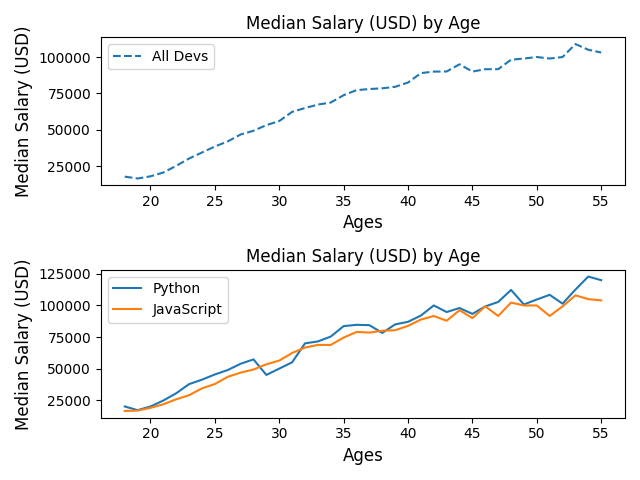 Median Salary (USD) by Age
Median Salary (USD)
100000
75000
50000
25000
All Devs
20 25 30 35 40 45 50 55
Ages
Median Salary (USD) by Age
Median Salary (USD)
125000
100000
75000
50000
25000
Python
JavaScript
20 25 30 35 40 45 50 55
Ages